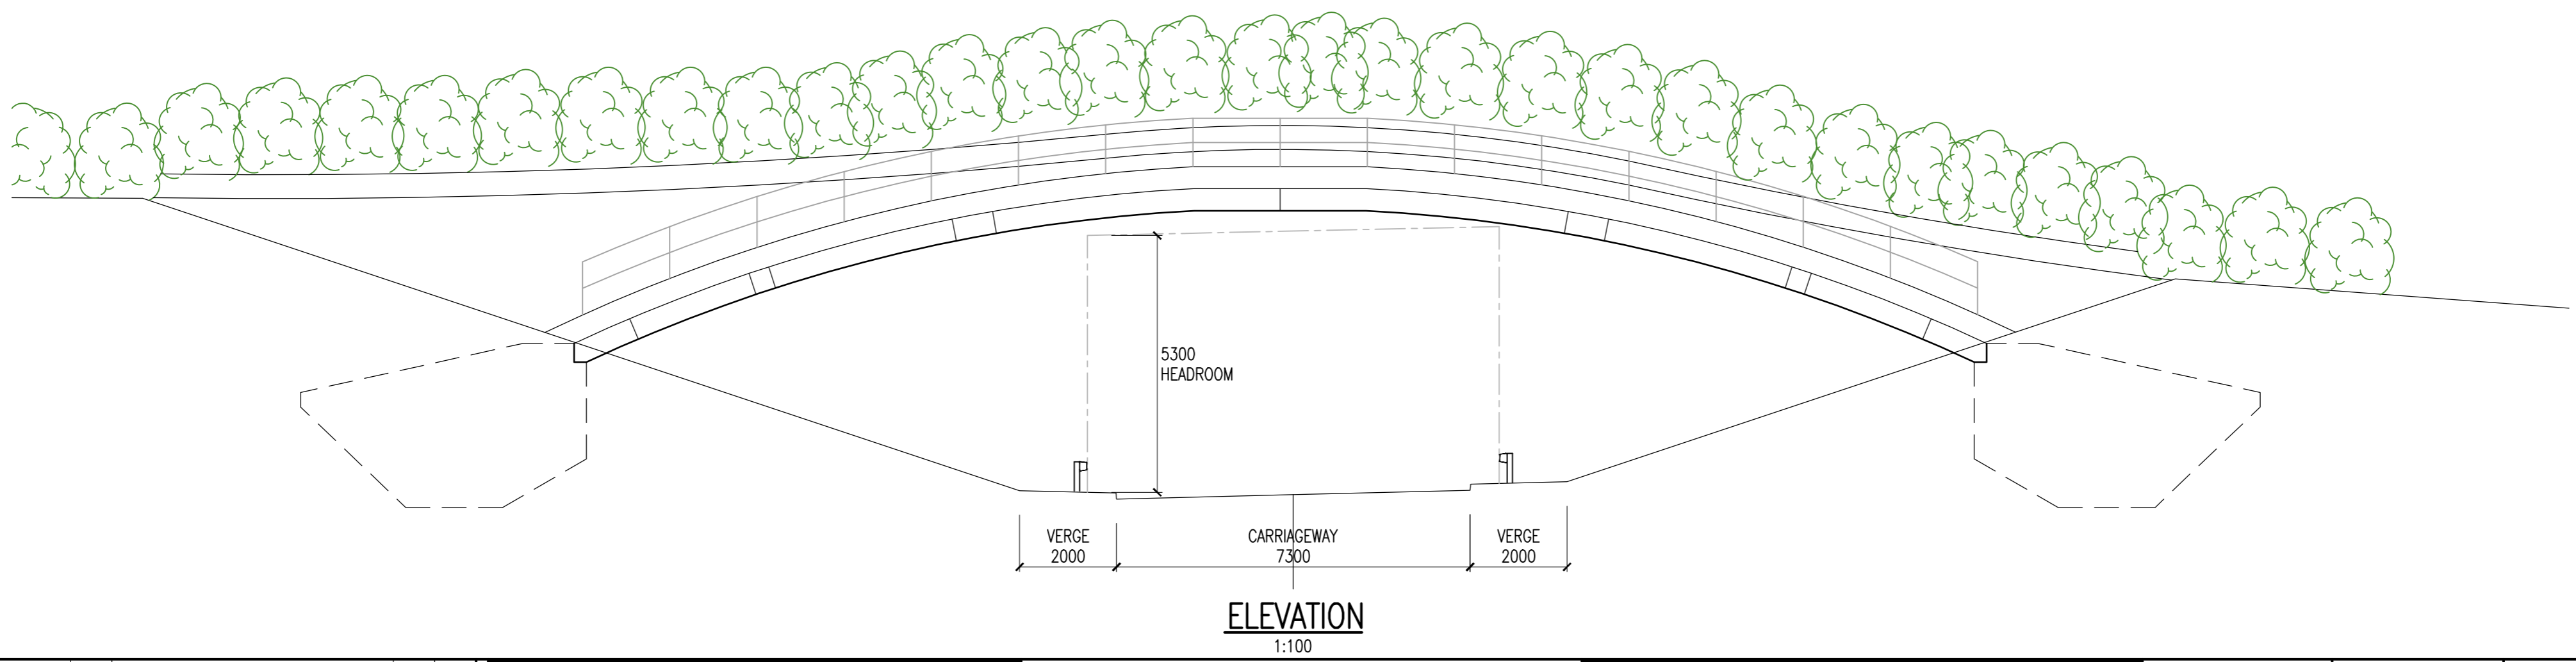 5300
HEADROOM
VERGE
2000
CARRIAGEWAY
7300
VERGE
2000
ELEVATION
1:100